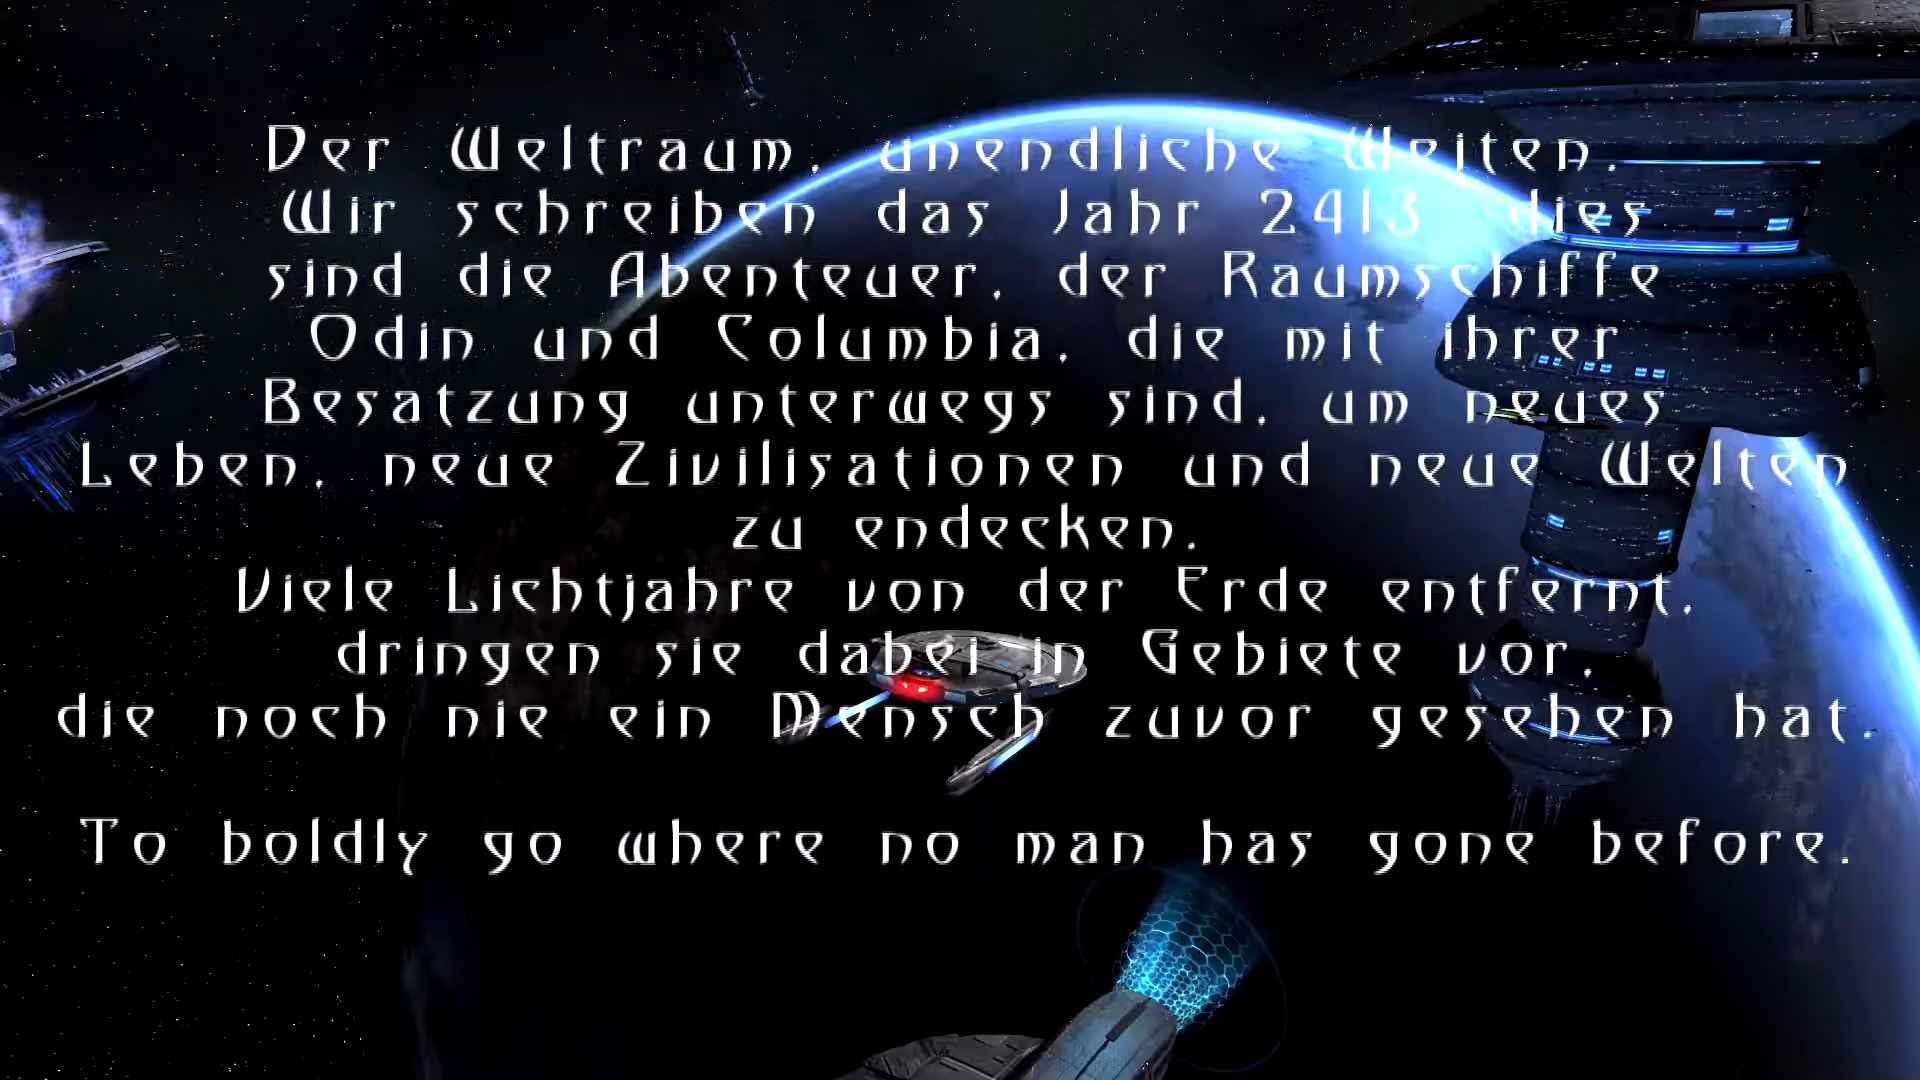 Der Weltraum, unendliche Weiten.
Wir schreiben das Jahr 2413, dies
sind die Abenteuer, der Raumschiffe
Odin und Columbia, die mit ihrer
Besatzung unterwegs sind, um neues
Leben, neue Zivilisationen und neue Welten
zu endecken.
Viele Lichtjahre von der Erde entfernt,
dringen sie dabei in Gebiete vor,
die noch nie ein Mensch zuvor gesehen hat.
To boldly go where no man has gone before.